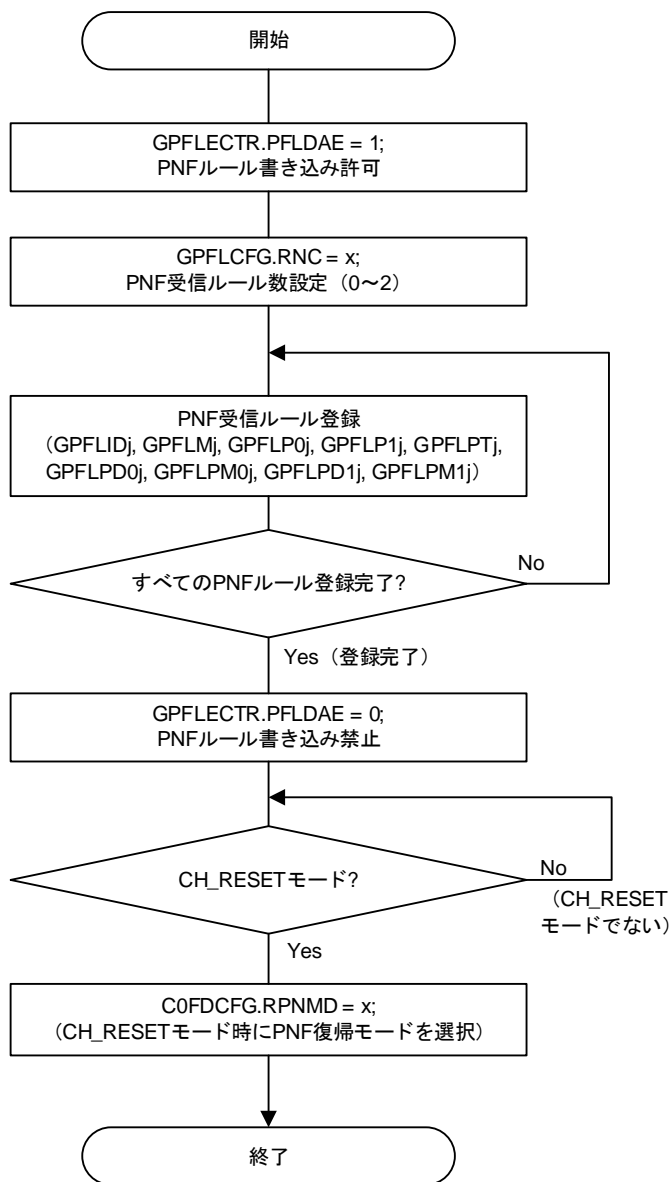 開始
GPFLECTR.PFLDAE = 1;
PNFルール書き込み許可
GPFLCFG.RNC = x;
PNF受信ルール数設定（0～2）
PNF受信ルール登録
（GPFLIDj, GPFLMj, GPFLP0j, GPFLP1j, GPFLPTj,
GPFLPD0j, GPFLPM0j, GPFLPD1j, GPFLPM1j）
すべてのPNFルール登録完了?
No
Yes（登録完了）
GPFLECTR.PFLDAE = 0;
PNFルール書き込み禁止
CH_RESETモード?
No
（CH_RESET
モードでない）
Yes
C0FDCFG.RPNMD = x;
（CH_RESETモード時にPNF復帰モードを選択）
終了